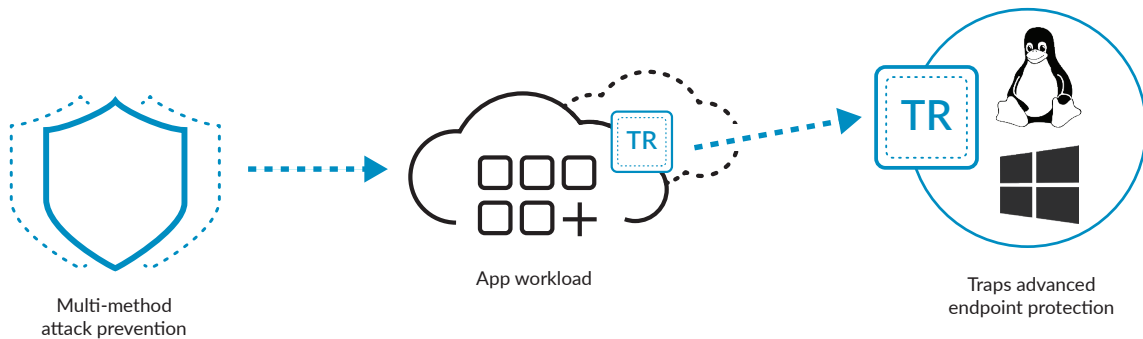 TR
TR
App workload
Multi-method
attack prevention
Traps advanced
endpoint protection